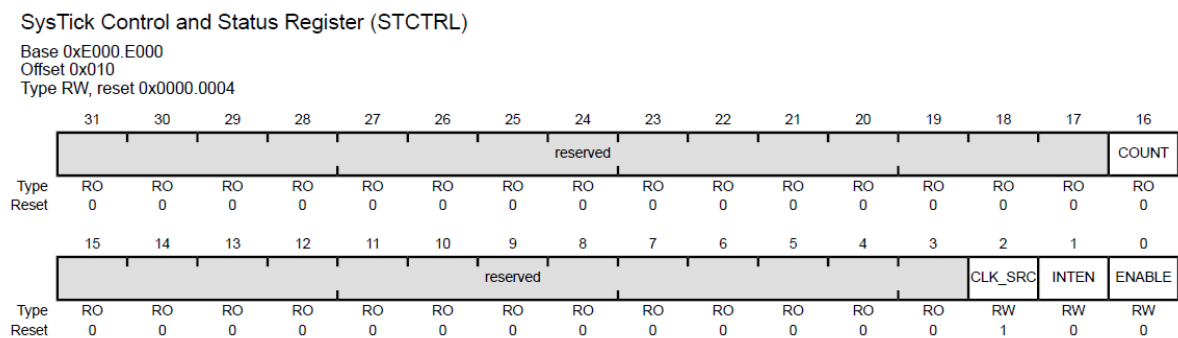 SysTick Control and Status Register (STCTRL)
Base 0xE000.E000
Offset 0x010
Type RW, reset 0x0000.0004
31 30 29 28 27 26 25 24 23 22 21 20 19 18 17 16
reserved COUNT
Type RO RO RO RO RO RO RO RO RO RO RO RO RO RO RO RO
Reset 0 0 0 0 0 0 0 0 0 0 0 0 0 0 0 0
15 14 13 12 11 10 9 8 7 6 5 4 3 2 1 0
reserved CLK_SRC INTEN ENABLE
Type RO RO RO RO RO RO RO RO RO RO RO RO RO RW RW RW
Reset 0 0 0 0 0 0 0 0 0 0 0 0 0 1 0 0